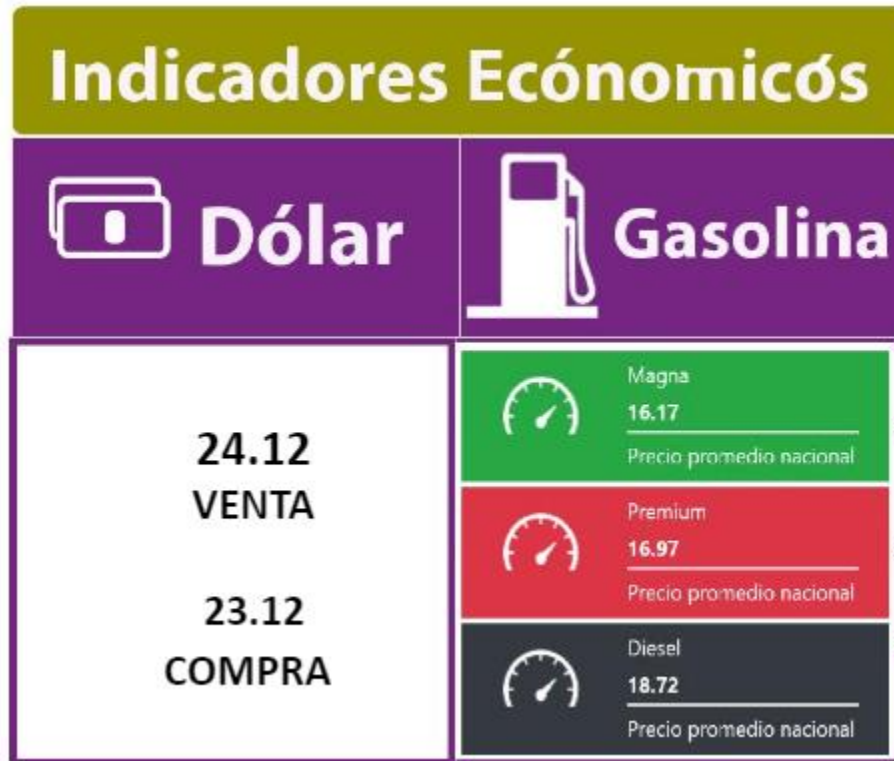 Indicadores Ecónomicós
Dólar
Gasolina
24.12
VENTA
23.12
COMPRA
Magna
16.17
Precio promedio nacional
Premium
16.97
Precio promedio nacional
Diesel
18.72
Precio promedio nacional